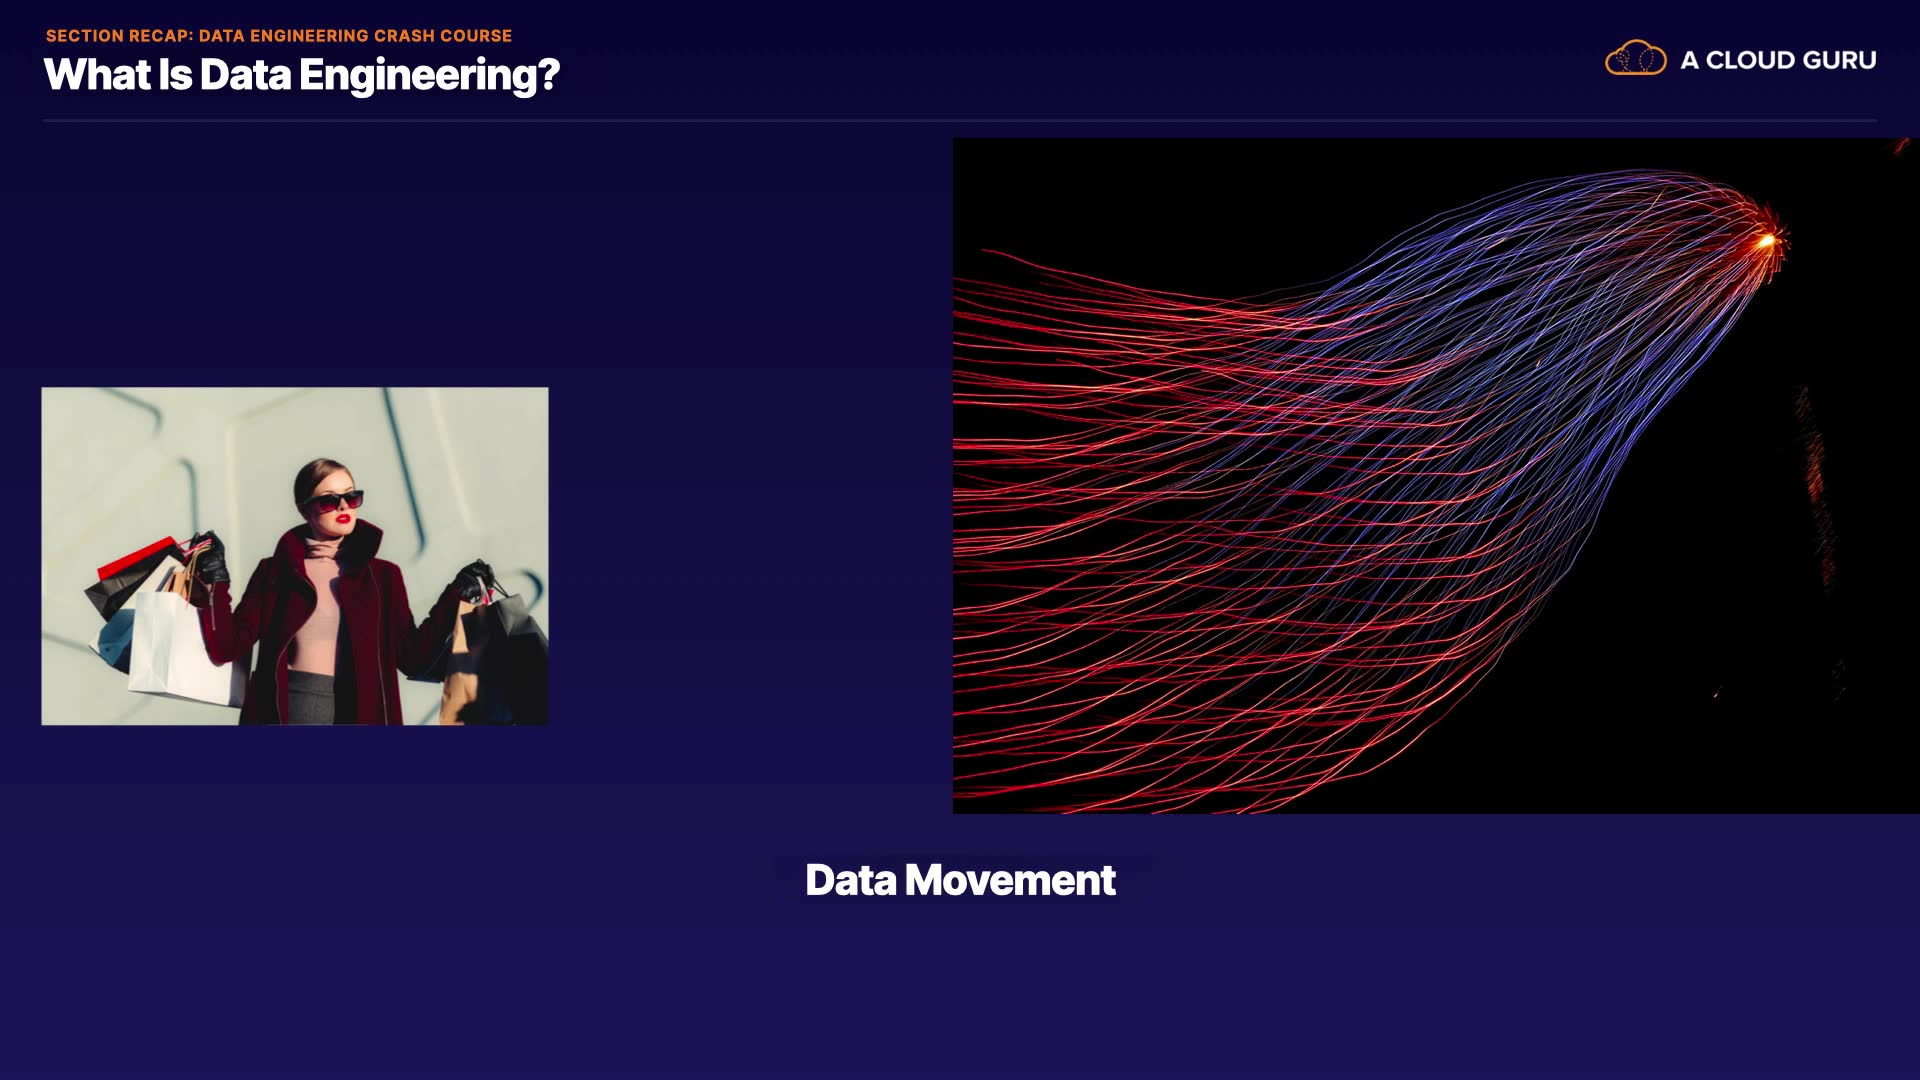 SECTION RECAP: DATA ENGINEERING CRASH COURSE
What Is Data Engineering?
A CLOUD GURU
Data Movement